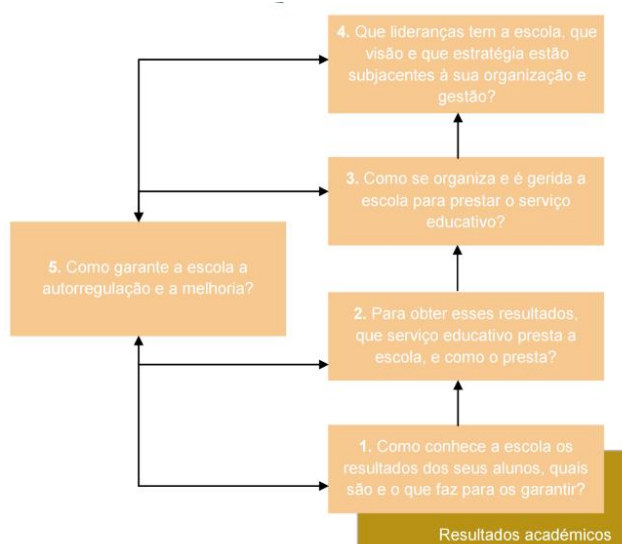 4. Que lideranças tem a escola, que
visão e que estratégia estão
subjacentes à sua organização e
gestão?
3. Como se organiza e é gerida a
escola para prestar o serviço
educativo?
5. Como garante a escola a
autorregulação e a melhoria?
2. Para obter esses resultados,
que serviço educativo presta a
escola, e como o presta?
1. Como conhece a escola os
resultados dos seus alunos, quais
são e o que faz para os garantir?
Resultados académicos